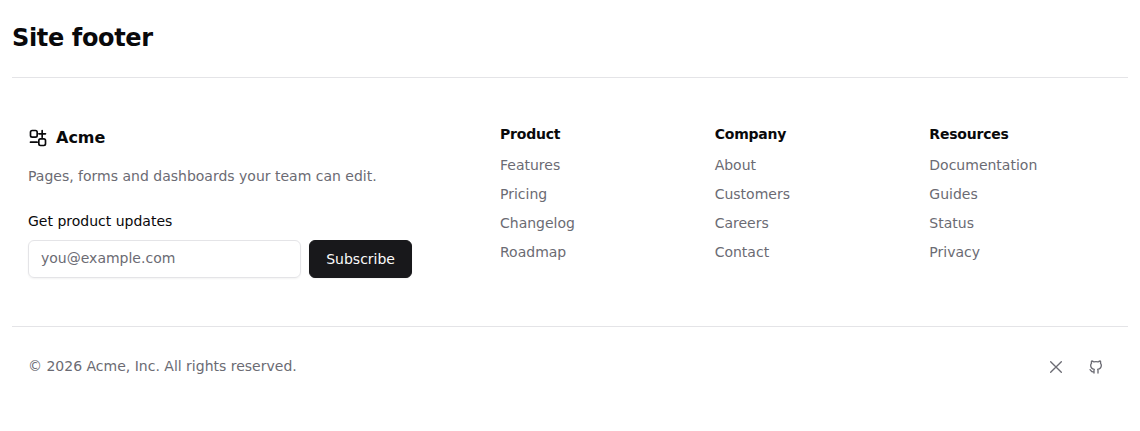 Site footer
Acme
Pages, forms and dashboards your team can edit.
Get product updates
you@example.com
Subscribe
Product
Features
Pricing
Changelog
Roadmap
Company
About
Customers
Careers
Contact
Resources
Documentation
Guides
Status
Privacy
© 2026 Acme, Inc. All rights reserved.